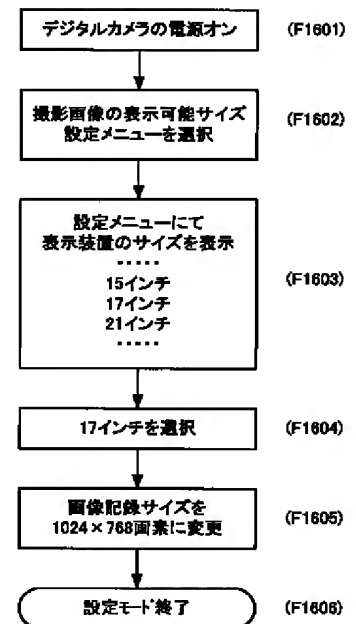 デジタルカメラの電源オン (F1601)
撮影画像の表示可能サイズ
設定メニューを選択
(F1602)
設定メニューにて
表示装置のサイズを表示
･････
15インチ
17インチ
21インチ
･････
(F1603)
17インチを選択 (F1604)
画像記録サイズを
1024×768画素に変更
(F1605)
設定モード終了 (F1606)